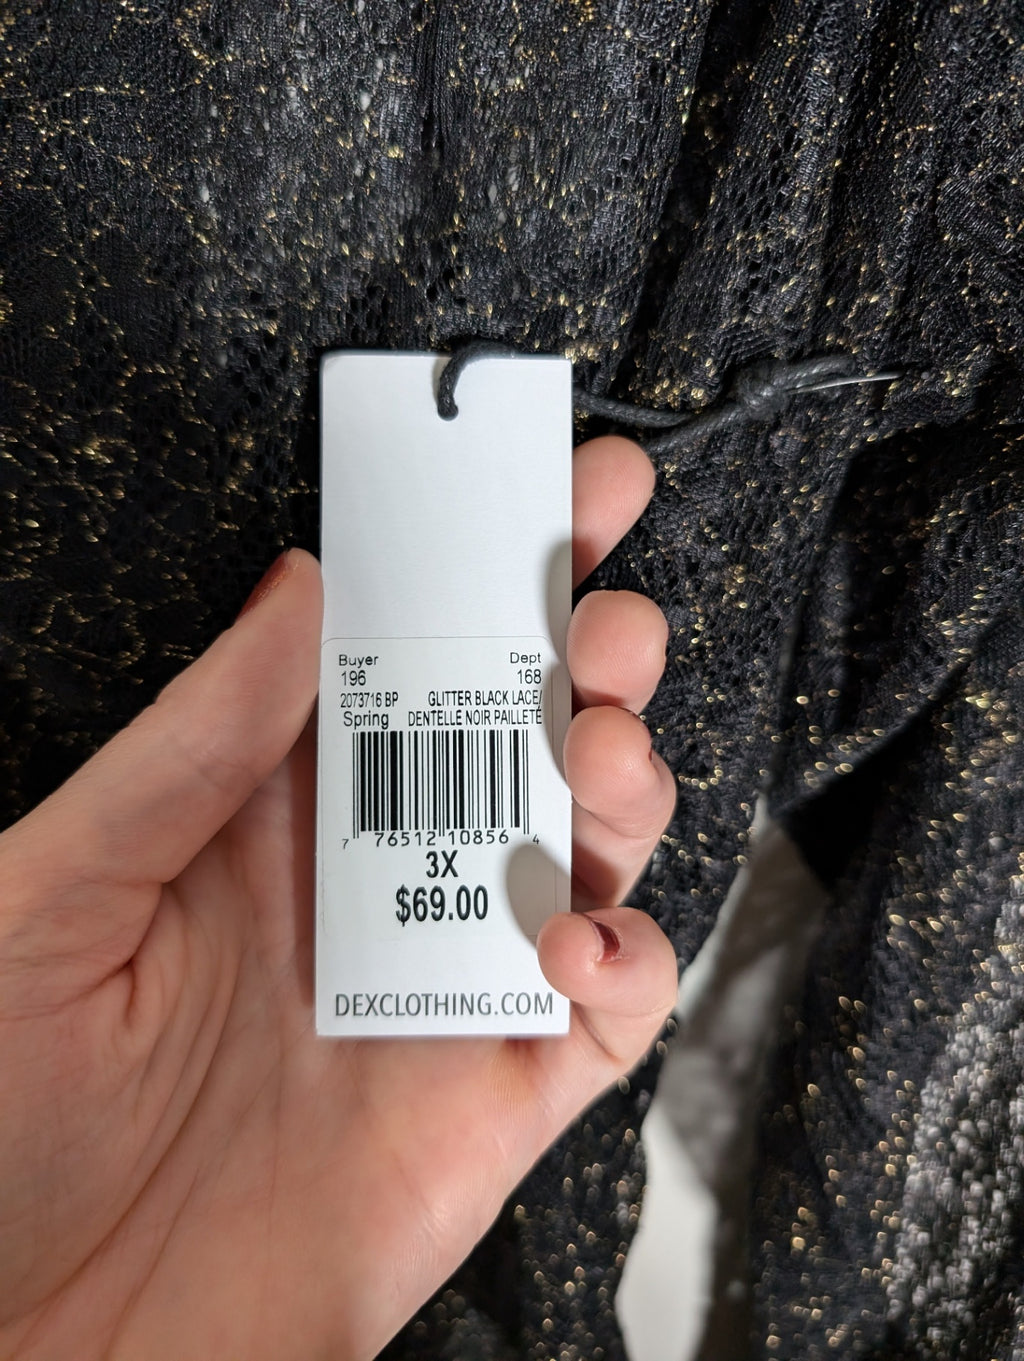 Buyer Dept
196 168
2073716 BP GLITTER BLACK LACE/
Spring DENTELLE NOIR PAILLETÉ
7 76512 10856 4
3X
$69.00
DEXCLOTHING.COM